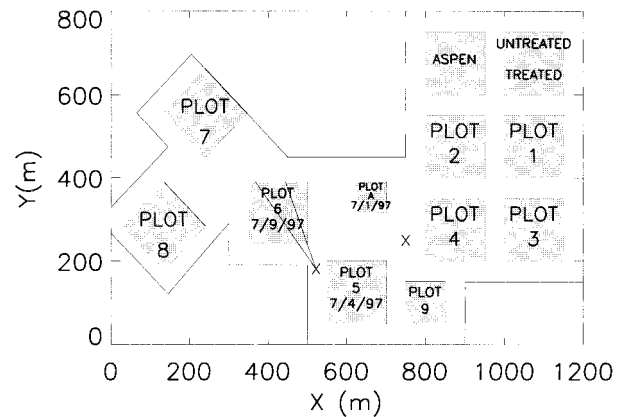 800
600
400
200
0
Y(m)
0
200
400
600
800
1000
1200
X (m)
ASPEN
UNTREATED
TREATED
PLOT
7
PLOT
2
PLOT
1
PLOT
6
7/9/97
PLOT
A
7/1/97
PLOT
8
PLOT
4
PLOT
3
X
X
PLOT
5
7/4/97
PLOT
9